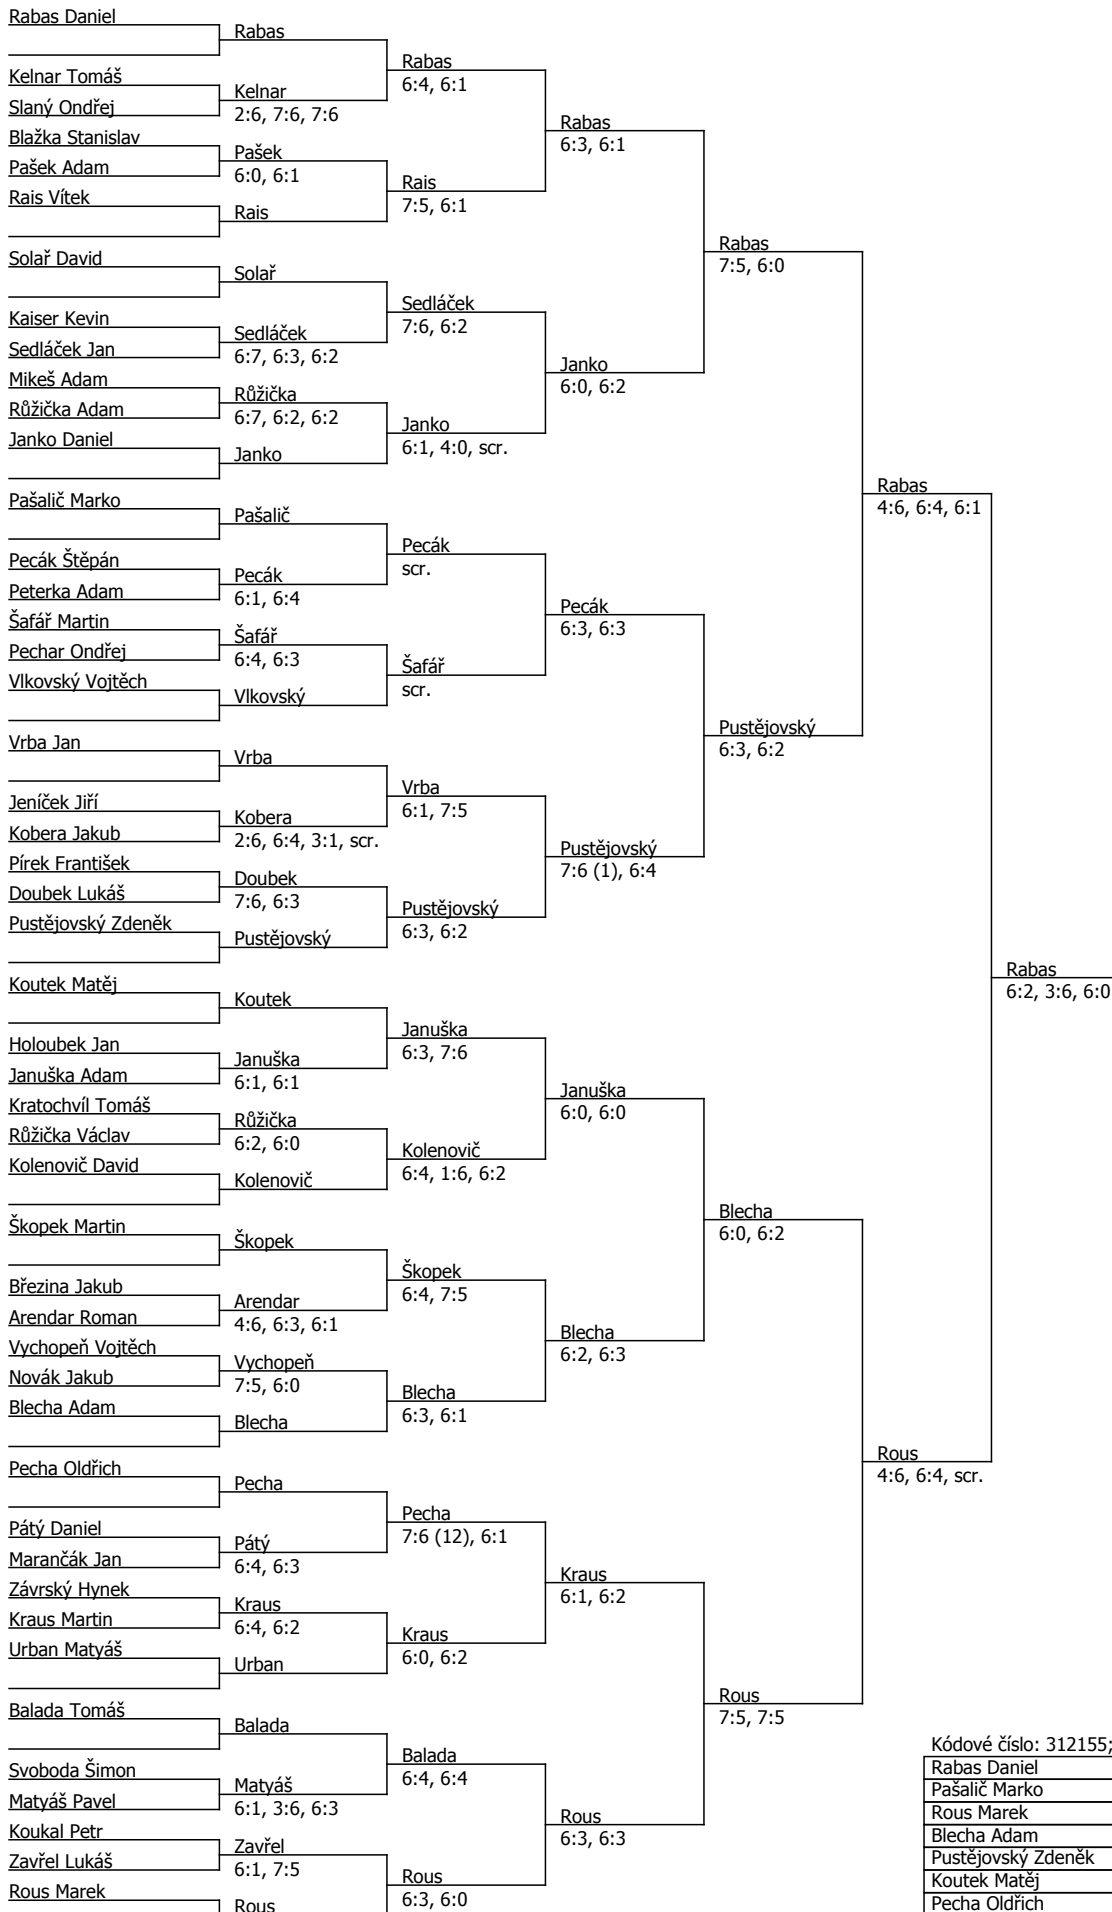 Rabas Daniel
Rabas
Rabas
6:4, 6:1
Kelnar Tomáš
Kelnar
2:6, 7:6, 7:6
Slaný Ondřej
Rabas
6:3, 6:1
Blažka Stanislav
Pašek
6:0, 6:1
Pašek Adam
Rais
7:5, 6:1
Rais Vítek
Rais
Rabas
7:5, 6:0
Solař David
Solař
Sedláček
7:6, 6:2
Kaiser Kevin
Sedláček
6:7, 6:3, 6:2
Sedláček Jan
Janko
6:0, 6:2
Mikeš Adam
Růžička
6:7, 6:2, 6:2
Růžička Adam
Janko
6:1, 4:0, scr.
Janko Daniel
Janko
Rabas
4:6, 6:4, 6:1
Pašalič Marko
Pašalič
Pecák
scr.
Pecák Štěpán
Pecák
6:1, 6:4
Peterka Adam
Pecák
6:3, 6:3
Šafář Martin
Šafář
6:4, 6:3
Pechar Ondřej
Šafář
scr.
Vlkovský Vojtěch
Vlkovský
Pustějovský
6:3, 6:2
Vrba Jan
Vrba
Vrba
6:1, 7:5
Jeníček Jiří
Kobera
2:6, 6:4, 3:1, scr.
Kobera Jakub
Pustějovský
7:6 (1), 6:4
Pírek František
Doubek
7:6, 6:3
Doubek Lukáš
Pustějovský
6:3, 6:2
Pustějovský Zdeněk
Pustějovský
Rabas
6:2, 3:6, 6:0
Koutek Matěj
Koutek
Januška
6:3, 7:6
Holoubek Jan
Januška
6:1, 6:1
Januška Adam
Januška
6:0, 6:0
Kratochvíl Tomáš
Růžička
6:2, 6:0
Růžička Václav
Kolenovič
6:4, 1:6, 6:2
Kolenovič David
Kolenovič
Blecha
6:0, 6:2
Škopek Martin
Škopek
Škopek
6:4, 7:5
Březina Jakub
Arendar
4:6, 6:3, 6:1
Arendar Roman
Blecha
6:2, 6:3
Vychopeň Vojtěch
Vychopeň
7:5, 6:0
Novák Jakub
Blecha
6:3, 6:1
Blecha Adam
Blecha
Rous
4:6, 6:4, scr.
Pecha Oldřich
Pecha
Pecha
7:6 (12), 6:1
Pátý Daniel
Pátý
6:4, 6:3
Marančák Jan
Kraus
6:1, 6:2
Závrský Hynek
Kraus
6:4, 6:2
Kraus Martin
Kraus
6:0, 6:2
Urban Matyáš
Urban
Rous
7:5, 7:5
Balada Tomáš
Balada
Balada
6:4, 6:4
Svoboda Šimon
Matyáš
6:1, 3:6, 6:3
Matyáš Pavel
Rous
6:3, 6:3
Koukal Petr
Zavřel
6:1, 7:5
Zavřel Lukáš
Rous
6:3, 6:0
Rous Marek
Rous
Kódové číslo: 312155;
Rabas Daniel
Pašalič Marko
Rous Marek
Blecha Adam
Pustějovský Zdeněk
Koutek Matěj
Pecha Oldřich